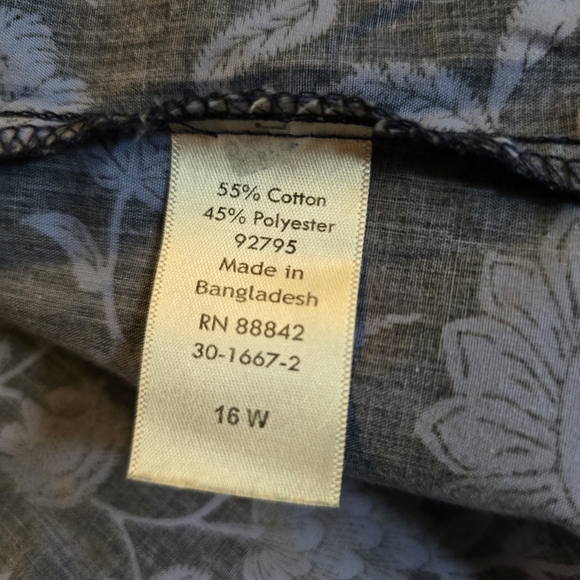 55% Cotton
45% Polyester
92795
Made in
Bangladesh
RN 88842
30-1667-2
16 W